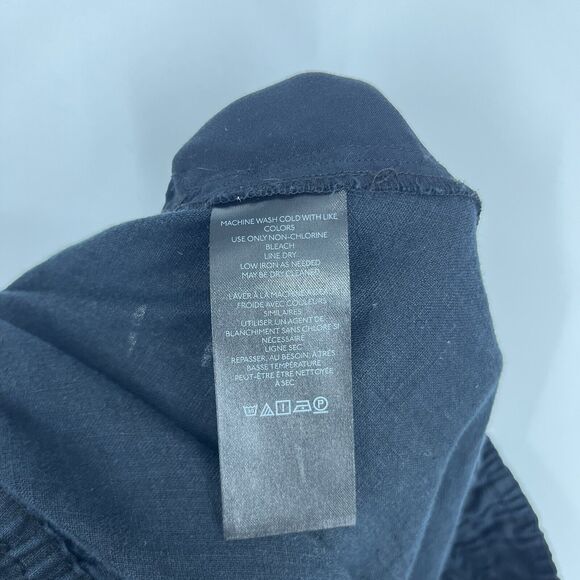 MACHINE WASH COLD WITH LIKE
COLORS
USE ONLY NON-CHLORINE
BLEACH
LINE DRY
LOW IRON AS NEEDED
MAY BE DRY CLEANED
LAVER À LA MACHINE À EAU
FROIDE AVEC COULEURS
SIMILAIRES
UTILISER UN AGENT DE
BLANCHIMENT SANS CHLORE SI
NÉCESSAIRE
LIGNE SEC
REPASSER, AU BESOIN, À TRÈS
BASSE TEMPÉRATURE
PEUT-ÊTRE ÊTRE NETTOYÉE
À SEC
P